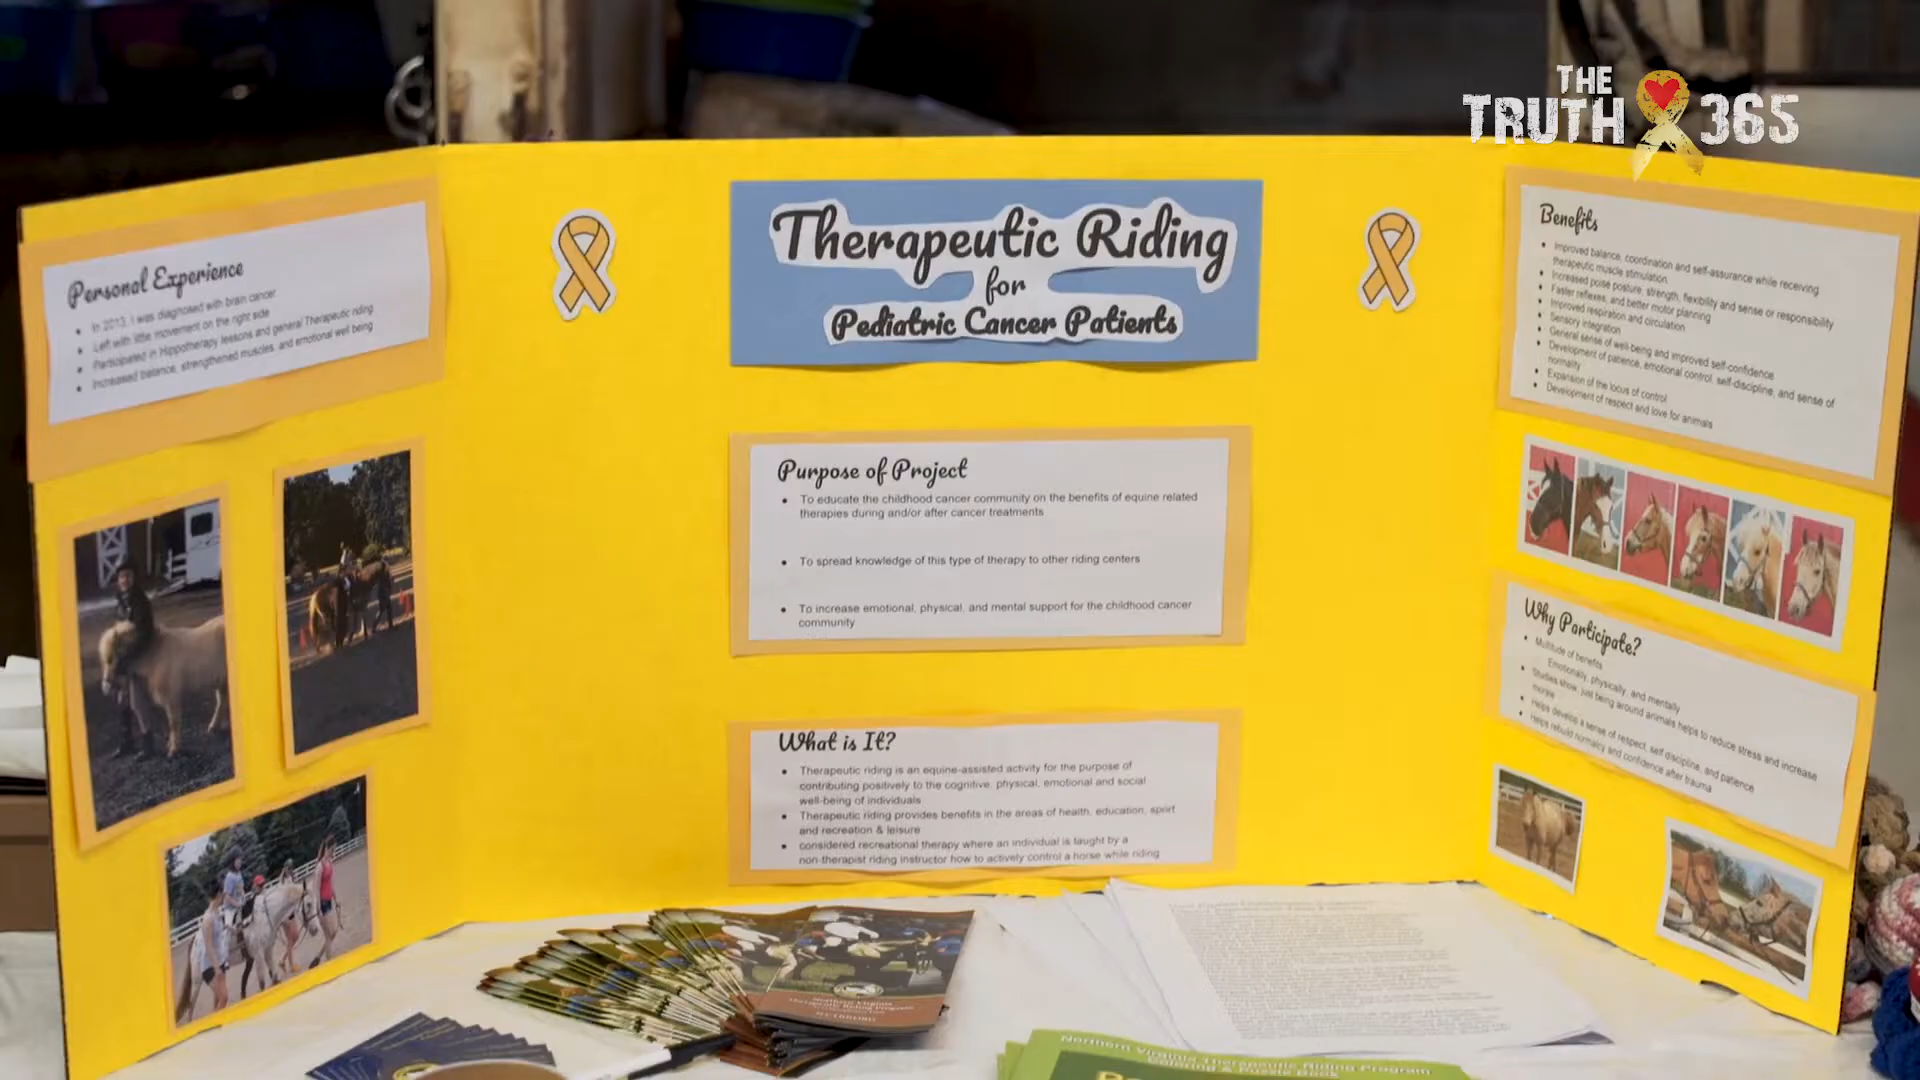 THE
TRUTH 365
Personal Experience
• In 2013, I was diagnosed with brain cancer
• Left with little movement on the right side
• Participated in Hippotherapy lessons and general Therapeutic riding
• Increased balance, strengthened muscles, and emotional well being
Therapeutic Riding
for
Pediatric Cancer Patients
Purpose of Project
• To educate the childhood cancer community on the benefits of equine related
therapies during and/or after cancer treatments
• To spread knowledge of this type of therapy to other riding centers
• To increase emotional, physical, and mental support for the childhood cancer
community
What is It?
• Therapeutic riding is an equine-assisted activity for the purpose of
contributing positively to the cognitive, physical, emotional and social
well-being of individuals
• Therapeutic riding provides benefits in the areas of health, education, sport
and recreation & leisure
• considered recreational therapy where an individual is taught by a
non-therapist riding instructor how to actively control a horse while riding
Benefits
• Improved balance, coordination and self-assurance while receiving
therapeutic muscle stimulation
• Increased poise posture, strength, flexibility and sense or responsibility
• Faster reflexes, and better motor planning
• Improved respiration and circulation
• Sensory integration
• General sense of well-being and improved self-confidence
• Development of patience, emotional control, self-discipline, and sense of
normality
• Expansion of the locus of control
• Development of respect and love for animals
Why Participate?
• Multitude of benefits
Emotionally, physically, and mentally
• Studies show, just being around animals helps to reduce stress and increase
morale
• Helps develop a sense of respect, self discipline, and patience
• Helps rebuild normalcy and confidence after trauma
Northern Virginia
Therapeutic Riding Program
Northern Virginia Therapeutic Riding Program
Coloring & Puzzle Book